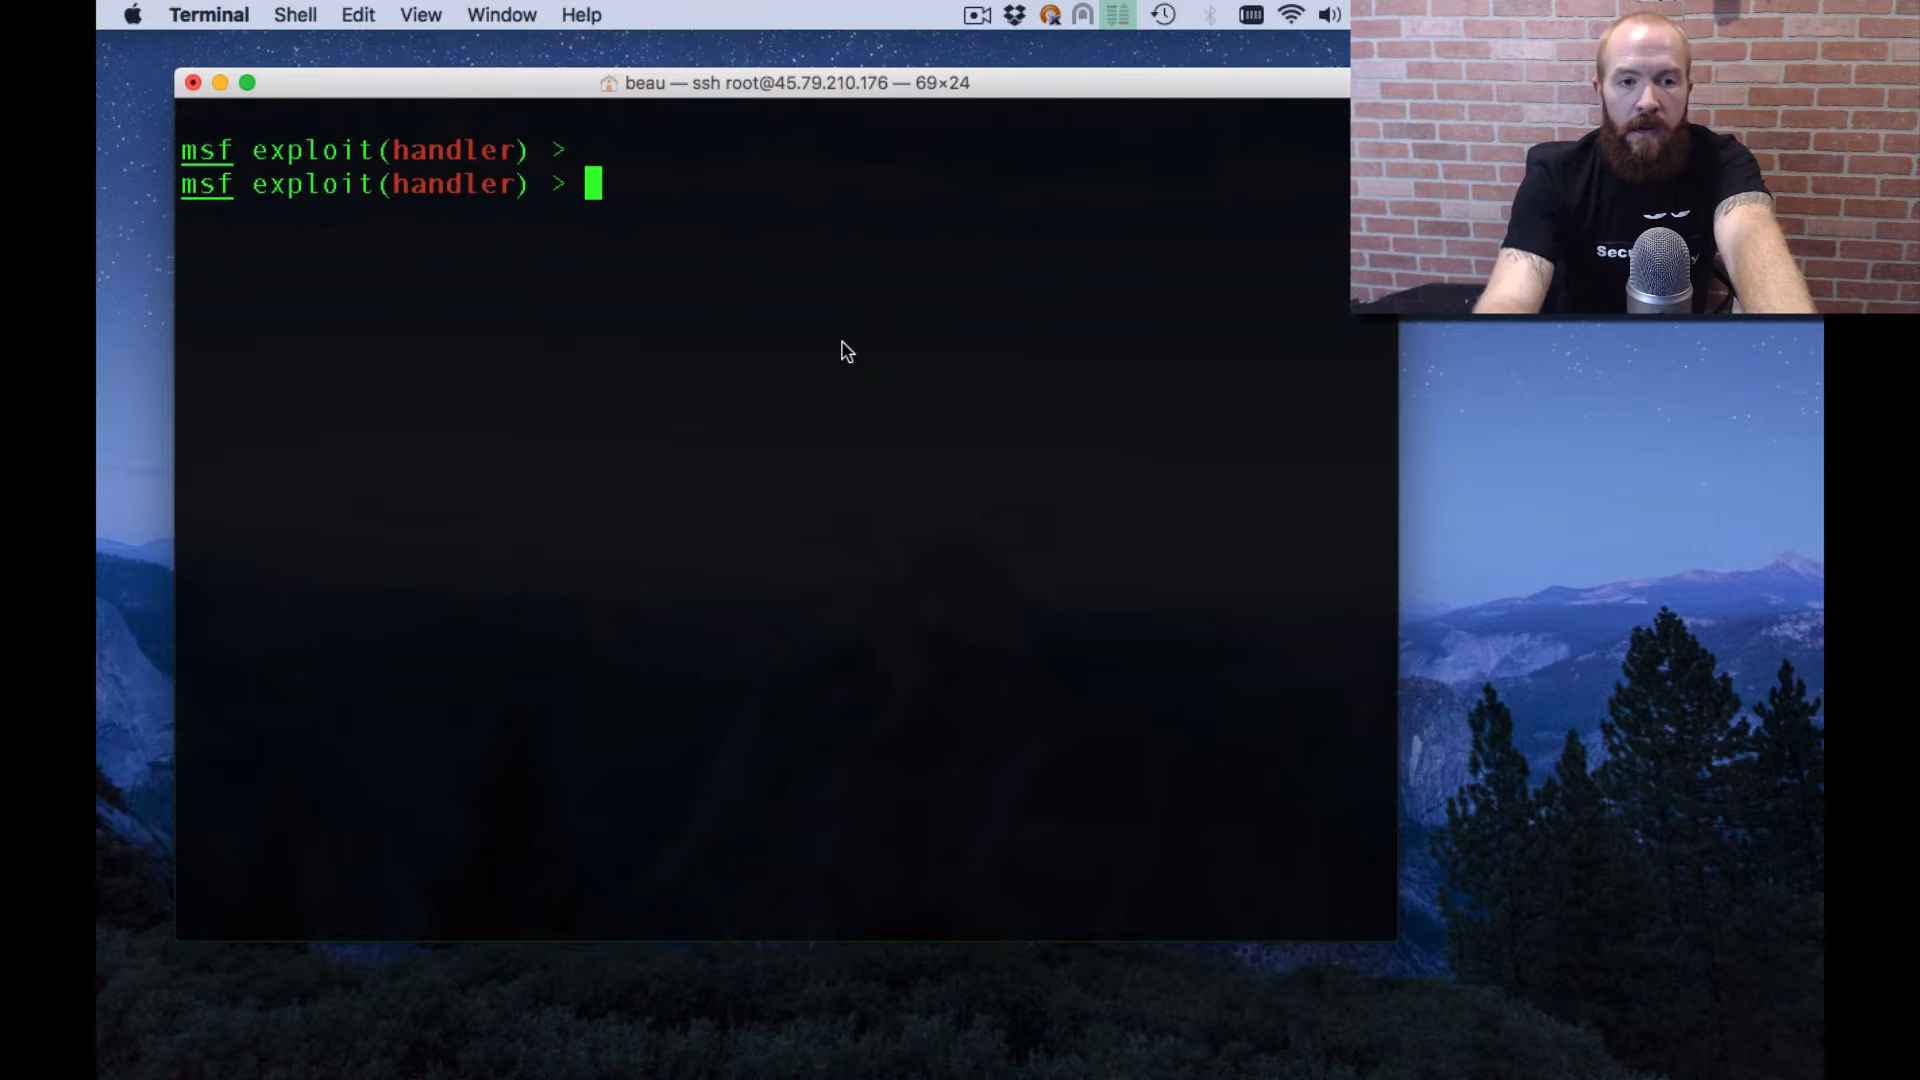 Terminal Shell Edit View Window Help
beau — ssh root@45.79.210.176 — 69×24
msf exploit(handler) >
msf exploit(handler) >